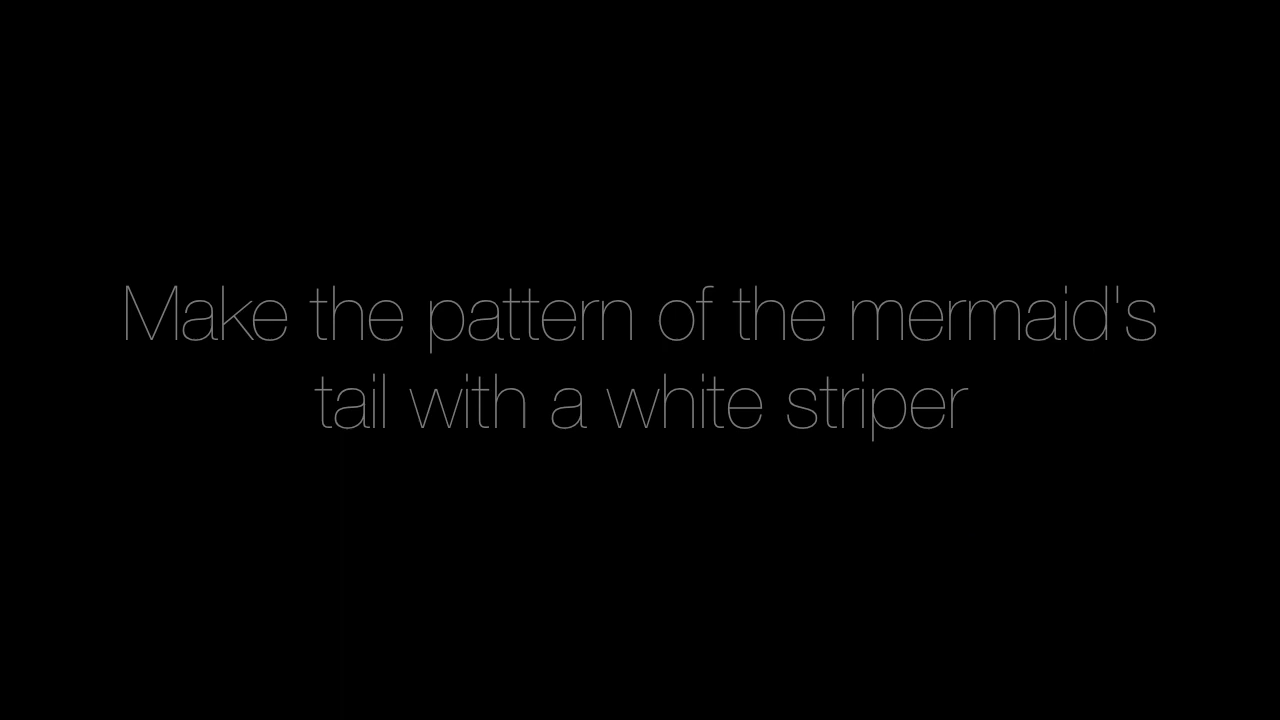 Make the pattern of the mermaid's
tail with a white striper